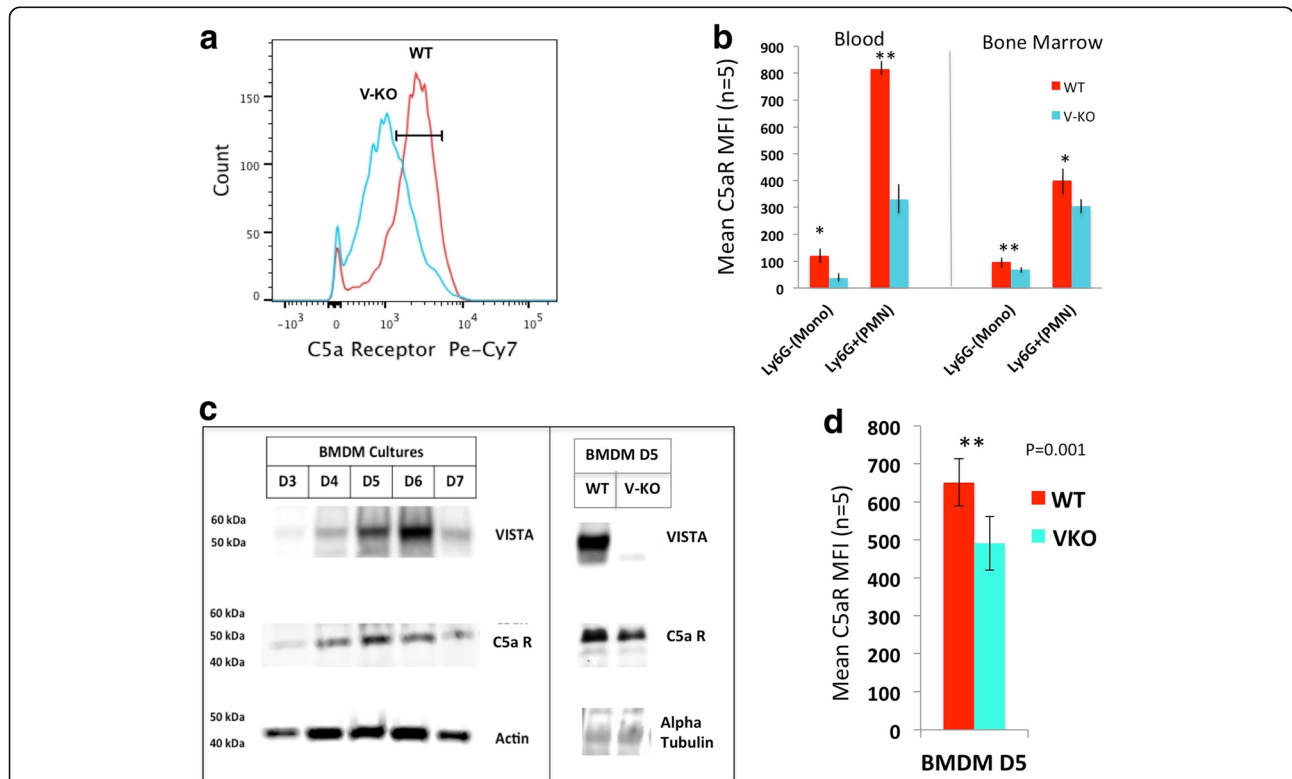 a
WT
V-KO
Count
150
100
50
0
-10³ 0 10³ 10⁴ 10⁵
C5a Receptor Pe-Cy7
b
Blood
Bone Marrow
Mean C5aR MFI (n=5)
900
800
700
600
500
400
300
200
100
0
*
**
**
*
WT
V-KO
Ly6G-(Mono)
Ly6G+(PMN)
Ly6G-(Mono)
Ly6G+(PMN)
c
BMDM Cultures
D3 D4 D5 D6 D7
60 kDa
50 kDa
VISTA
60 kDa
50 kDa
40 kDa
C5a R
50 kDa
40 kDa
Actin
BMDM D5
WT V-KO
VISTA
C5a R
Alpha
Tubulin
d
Mean C5aR MFI (n=5)
800
700
600
500
400
300
200
100
0
**
P=0.001
WT
VKO
BMDM D5